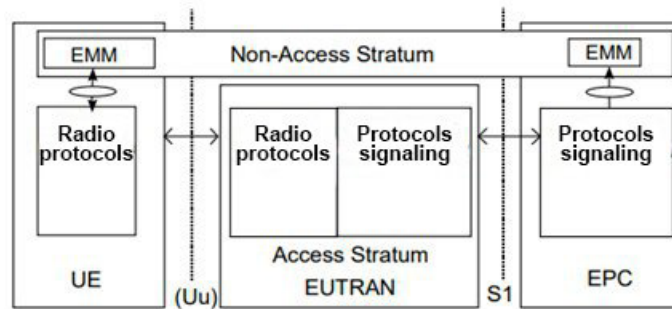 EMM Non-Access Stratum EMM
Radio protocols
Radio protocols
Protocols signaling
Protocols signaling
Access Stratum
UE (Uu) EUTRAN S1 EPC